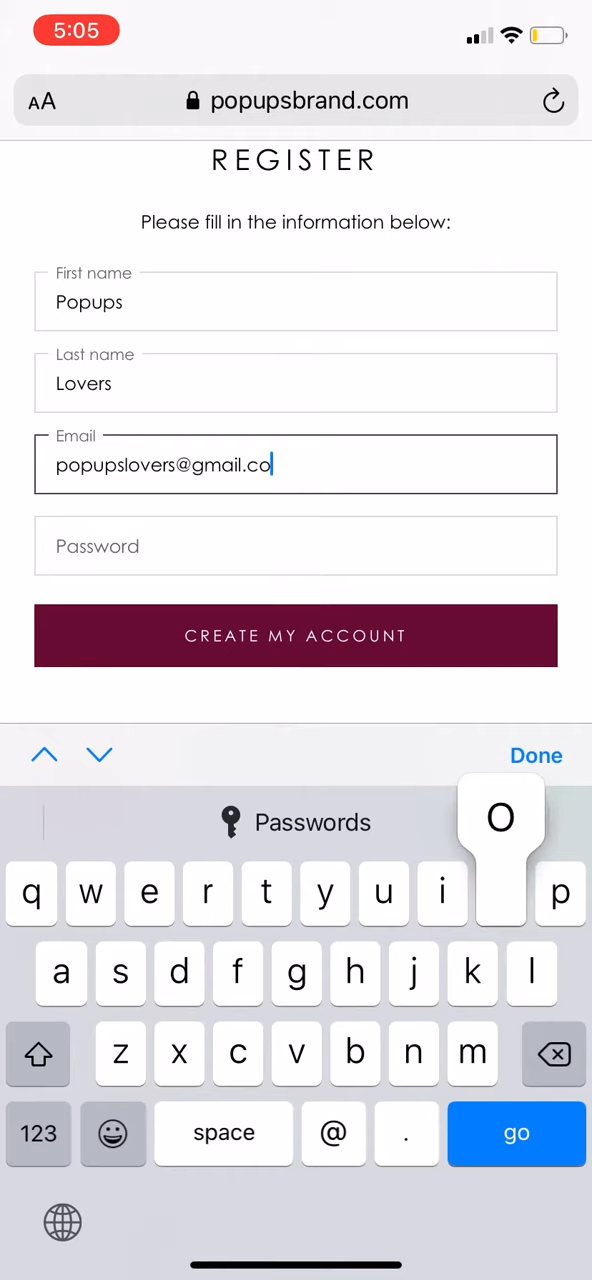 5:05
AA popupsbrand.com
REGISTER
Please fill in the information below:
First name
Popups
Last name
Lovers
Email
popupslovers@gmail.co
Password
CREATE MY ACCOUNT
Done
Passwords
O
q w e r t y u i p
a s d f g h j k l
z x c v b n m
123 space @ . go